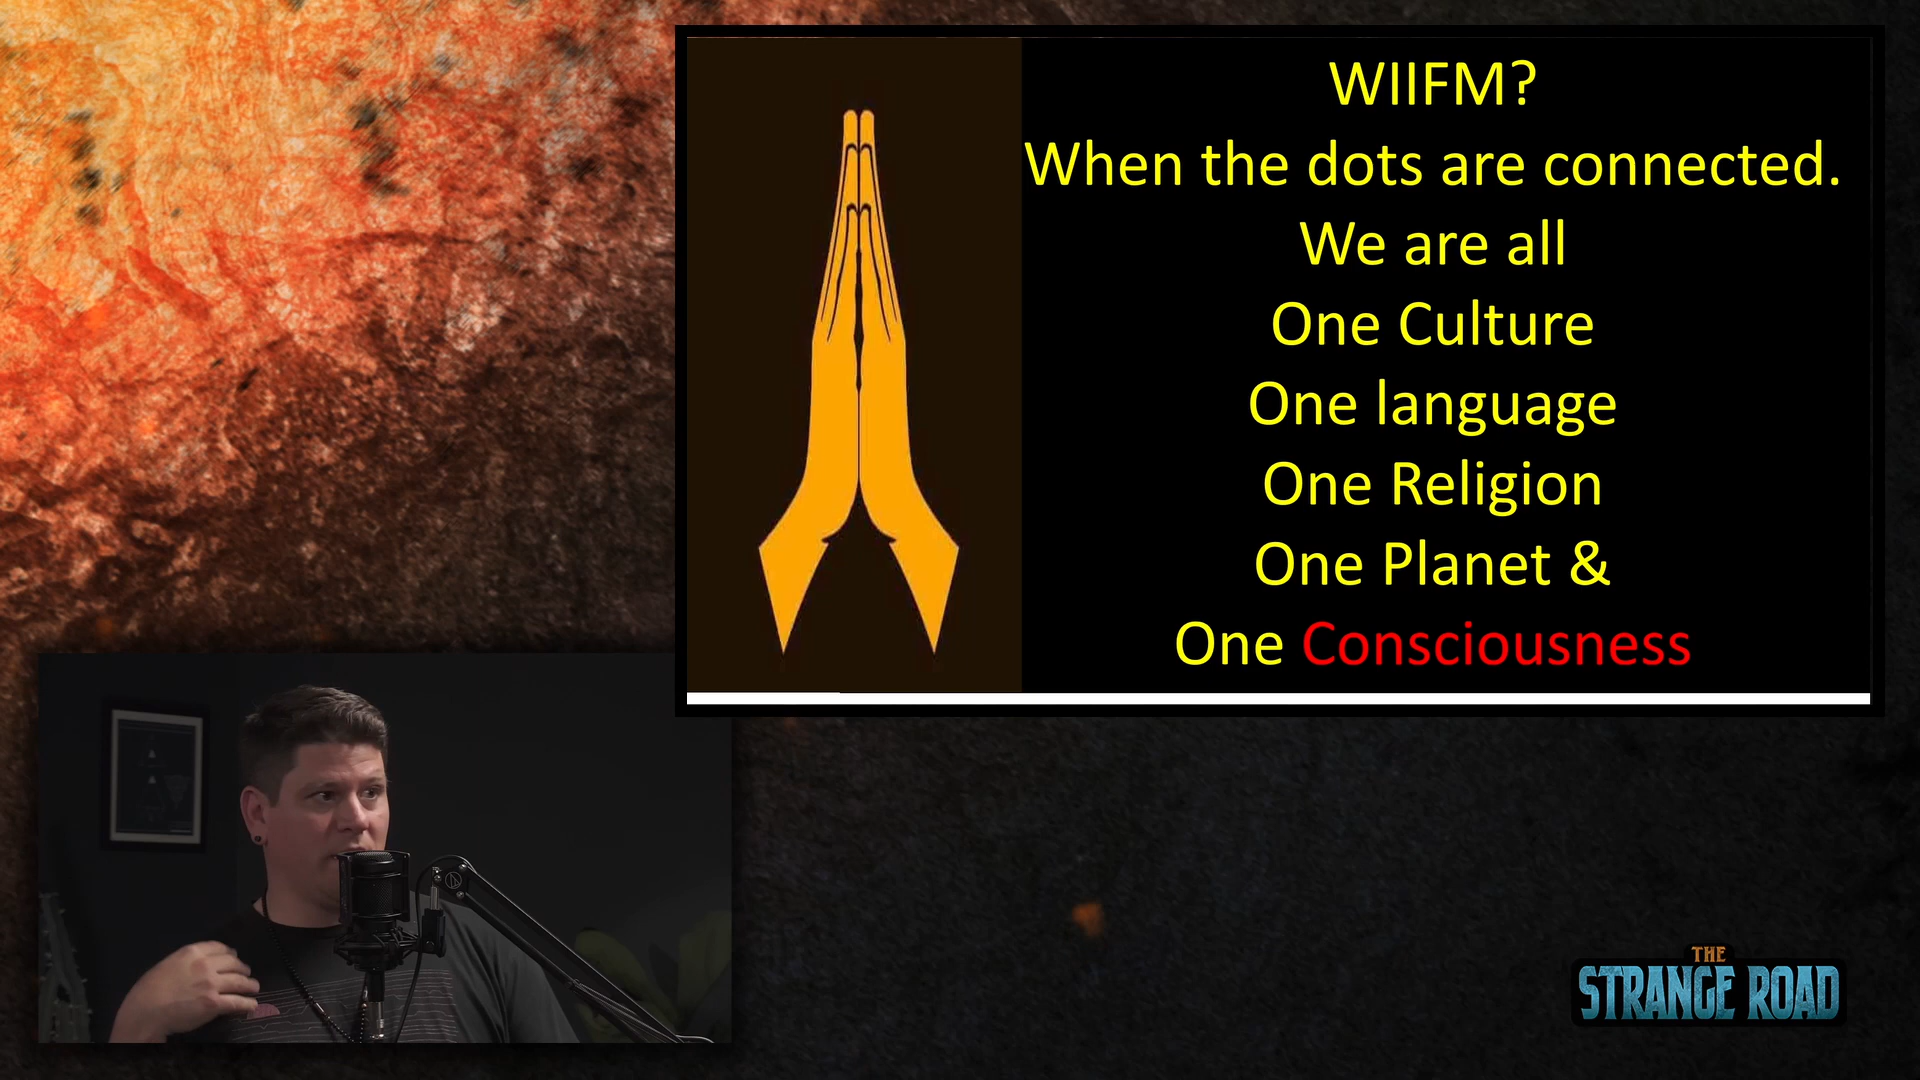 WIIFM?
When the dots are connected.
We are all
One Culture
One language
One Religion
One Planet &
One Consciousness
THE
STRANGE ROAD